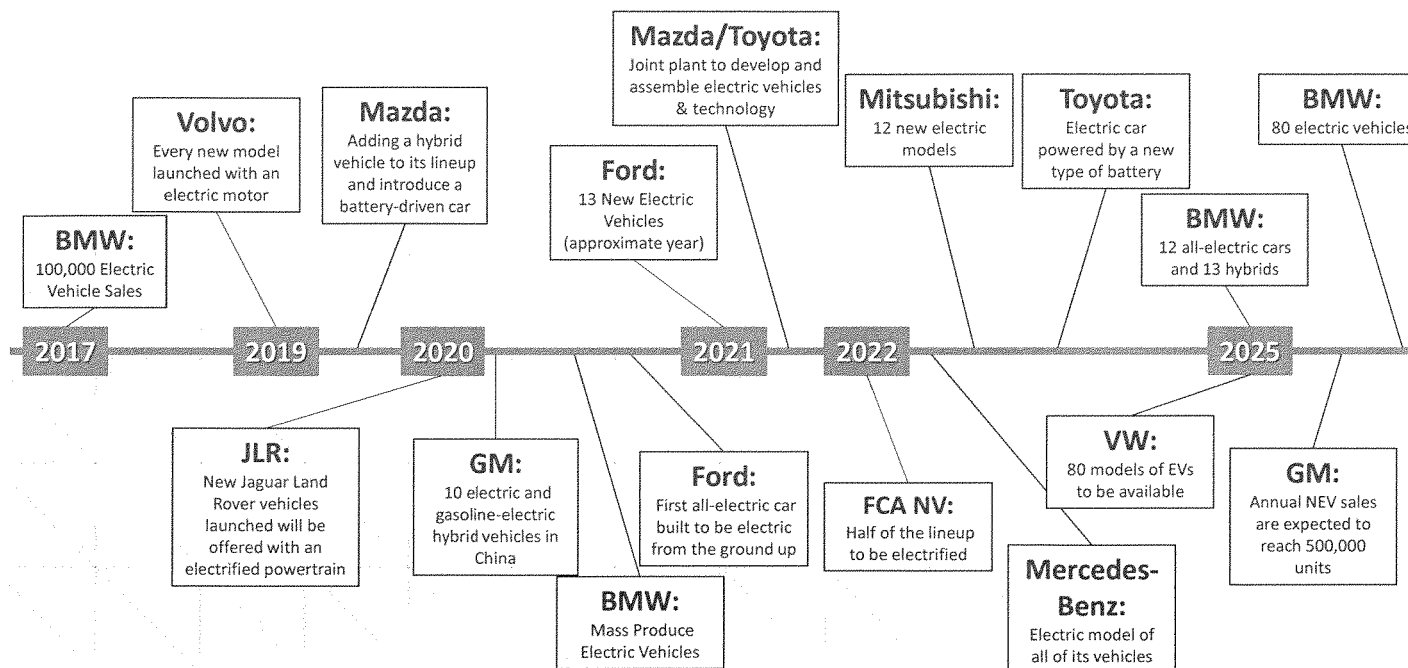 Mazda/Toyota:
Joint plant to develop and
assemble electric vehicles
& technology
BMW:
80 electric vehicles
Mitsubishi:
12 new electric
models
Toyota:
Electric car
powered by a new
type of battery
Mazda:
Adding a hybrid
vehicle to its lineup
and introduce a
battery-driven car
Volvo:
Every new model
launched with an
electric motor
Ford:
13 New Electric
Vehicles
(approximate year)
BMW:
12 all-electric cars
and 13 hybrids
BMW:
100,000 Electric
Vehicle Sales
2017
2019
2020
2021
2022
2025
JLR:
New Jaguar Land
Rover vehicles
launched will be
offered with an
electrified powertrain
GM:
10 electric and
gasoline-electric
hybrid vehicles in
China
Ford:
First all-electric car
built to be electric
from the ground up
FCA NV:
Half of the lineup
to be electrified
VW:
80 models of EVs
to be available
GM:
Annual NEV sales
are expected to
reach 500,000
units
BMW:
Mass Produce
Electric Vehicles
Mercedes-
Benz:
Electric model of
all of its vehicles